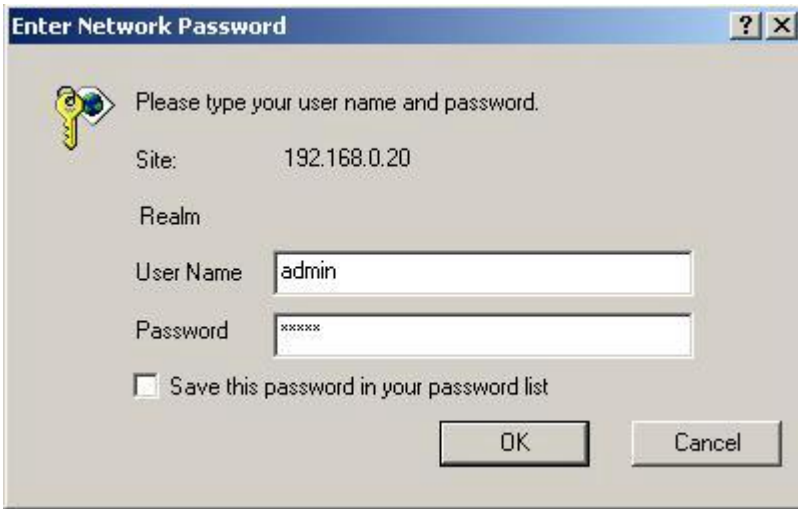 Enter Network Password
Please type your user name and password.
Site: 192.168.0.20
Realm
User Name admin
Password *****
Save this password in your password list
OK Cancel